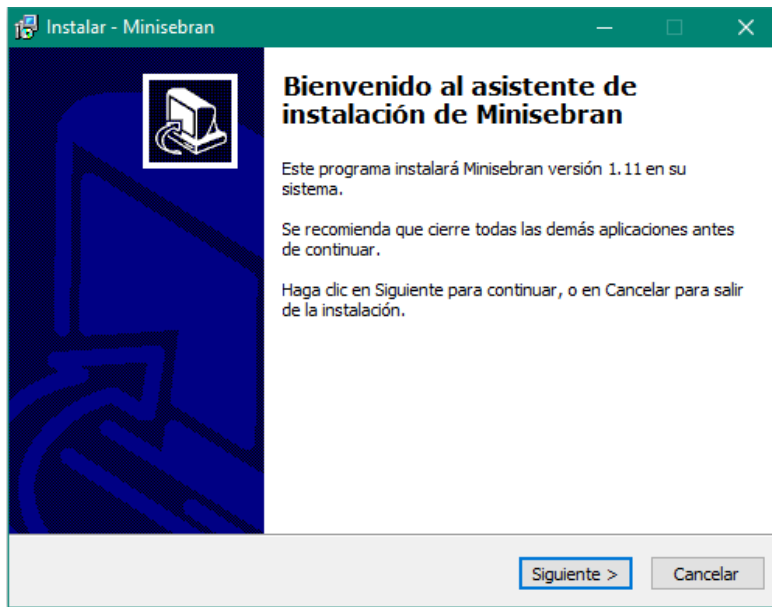 Instalar - Minisebran
Bienvenido al asistente de
instalación de Minisebran
Este programa instalará Minisebran versión 1.11 en su
sistema.
Se recomienda que cierre todas las demás aplicaciones antes
de continuar.
Haga clic en Siguiente para continuar, o en Cancelar para salir
de la instalación.
Siguiente > Cancelar